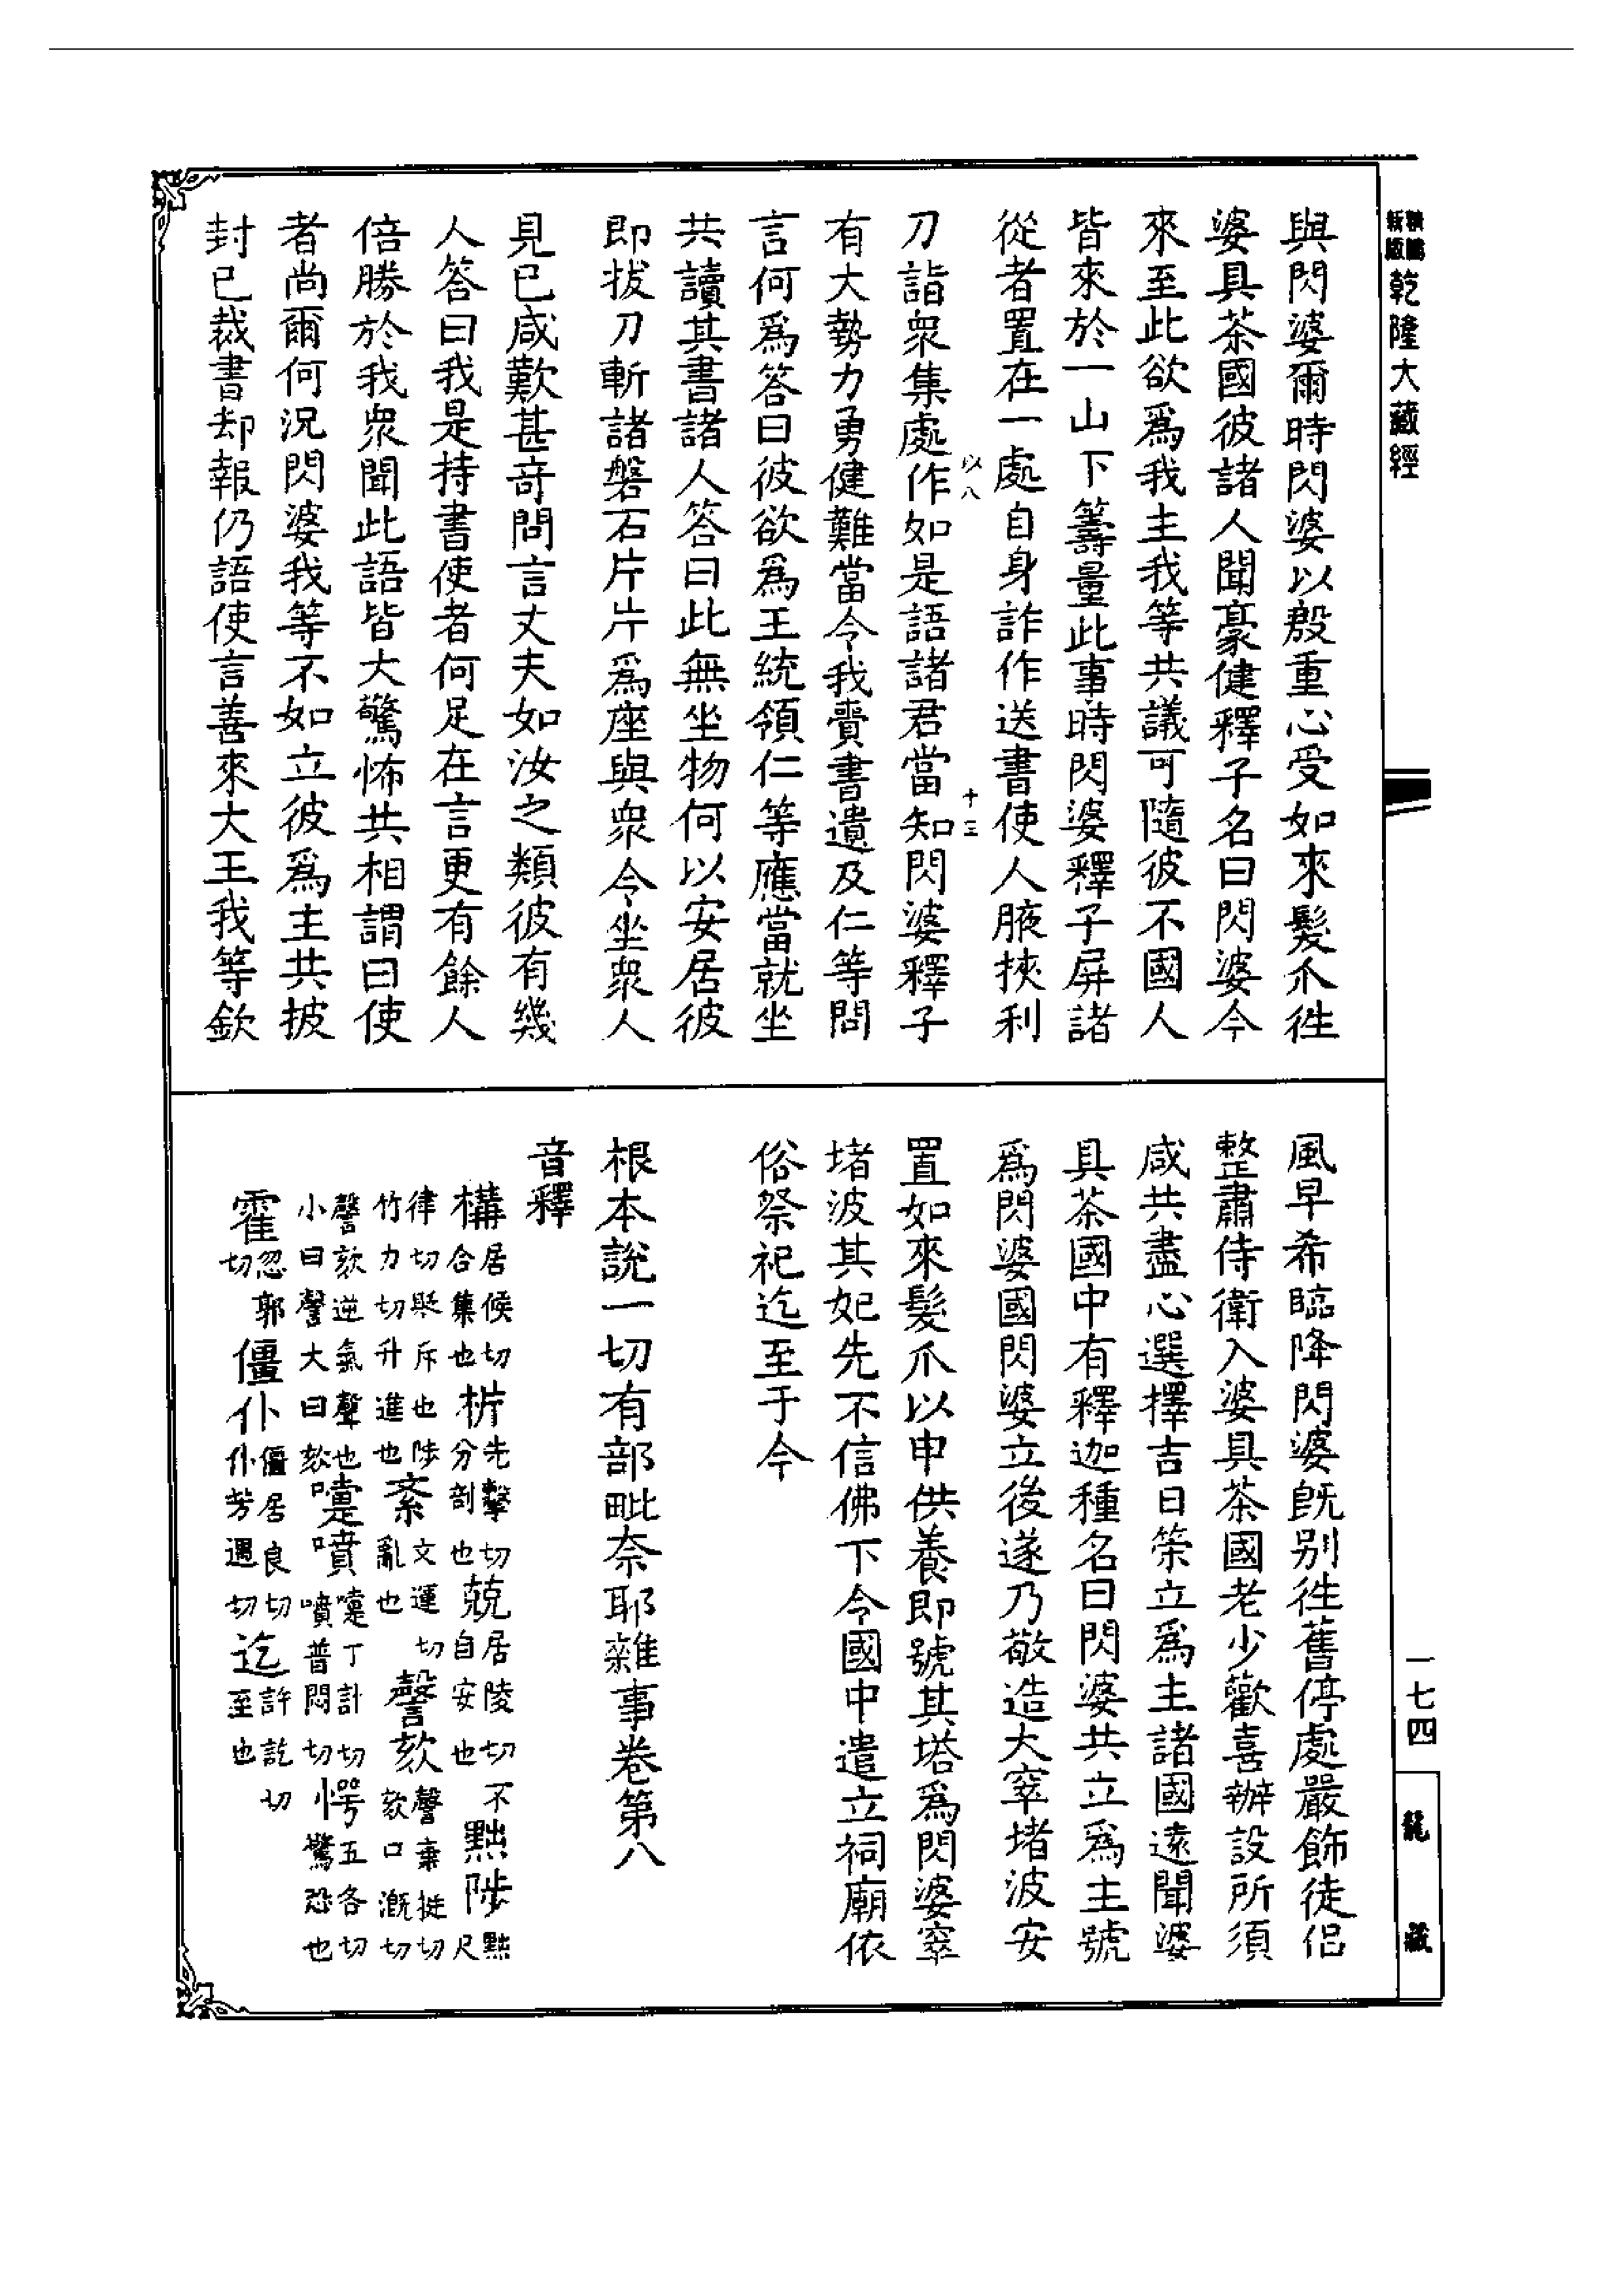 乾隆大藏經
與閃婆爾時閃婆以殷重心受如來髮爪往
婆具茶國彼諸人聞豪健釋子名曰閃婆今
來至此欲爲我主我等共議可隨彼不國人
皆來於一山下籌量此事時閃婆釋子屏諸
從者置在一處自身詐作送書使人腋挾利
以八
十三
刀詣衆集處作如是語諸君當知閃婆釋子
有大勢力勇健難當令我賷書遺及仁等問
言何爲答曰彼欲爲王統領仁等應當就坐
共讀其書諸人答曰此無坐物何以安居彼
即拔刀斬諸磐石片片爲座與衆令坐衆人
見已咸歎甚奇問言丈夫如汝之類彼有幾
人答曰我是持書使者何足在言更有餘人
倍勝於我衆聞此語皆大驚怖共相謂曰使
者尚爾何況閃婆我等不如立彼爲主共披
封已裁書却報仍語使言善來大王我等欽
風早希臨降閃婆旣别往舊停處嚴飾徒侣
整肅侍衛入婆具茶國老少歡喜辦設所須
咸共盡心選擇吉日策立爲主諸國遠聞婆
具茶國中有釋迦種名曰閃婆共立爲主號
爲閃婆國閃婆立後遂乃敬造大窣堵波安
置如來髮爪以申供養即號其塔爲閃婆窣
堵波其妃先不信佛下令國中遣立祠廟依
俗祭祀迄至于今
根本說一切有部毗奈耶雜事卷第八
音釋
構居候切合集也析先擊切分剖也兢居陵切自安也不黜陟黜尺
律切貶斥也陟竹力切升進也紊文運切亂也謦欬謦棄挺切欬口漑切
謦欬逆氣聲也小曰謦大曰欬嚏噴嚏丁計切噴普悶切愕五各切驚恐也
霍忽郭切僵仆僵居良切仆芳遇切迄許訖切至也
一七四
龍藏